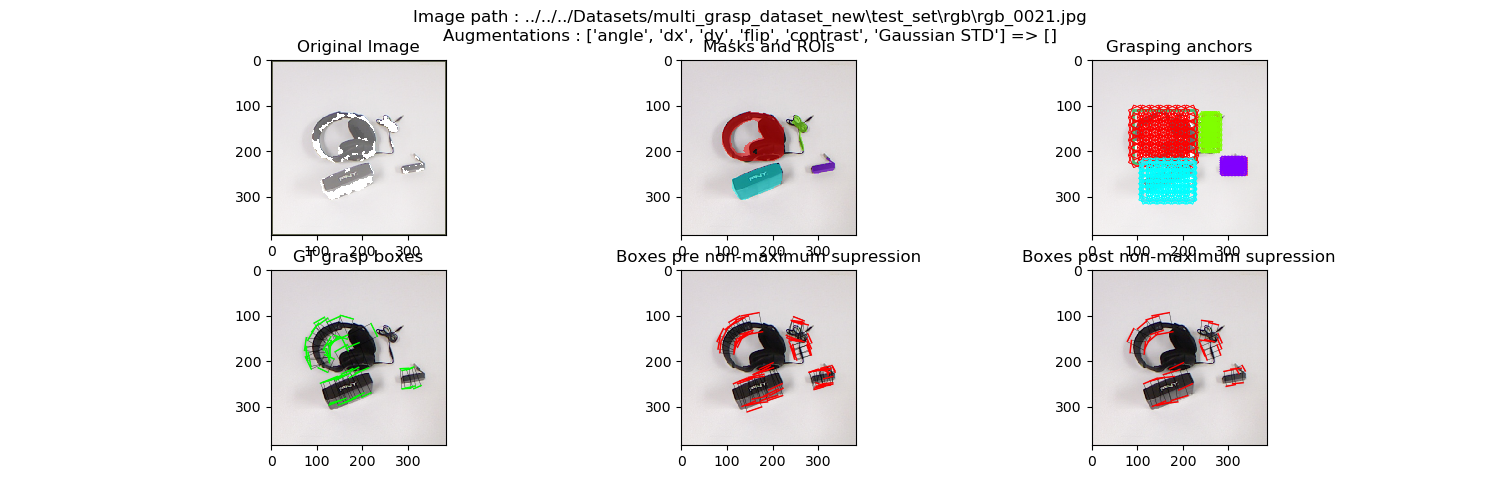 Image path : ../../../Datasets/multi_grasp_dataset_new\test_set\rgb\rgb_0021.jpg
Augmentations : ['angle', 'dx', 'dy', 'flip', 'contrast', 'Gaussian STD'] => []
Original Image
Masks and ROIs
Grasping anchors
0
100
200
300
0 100 200 300
0
100
200
300
0 100 200 300
0
100
200
300
0 100 200 300
GT grasp boxes
Boxes pre non-maximum supression
Boxes post non-maximum supression
0
100
200
300
0 100 200 300
0
100
200
300
0 100 200 300
0
100
200
300
0 100 200 300